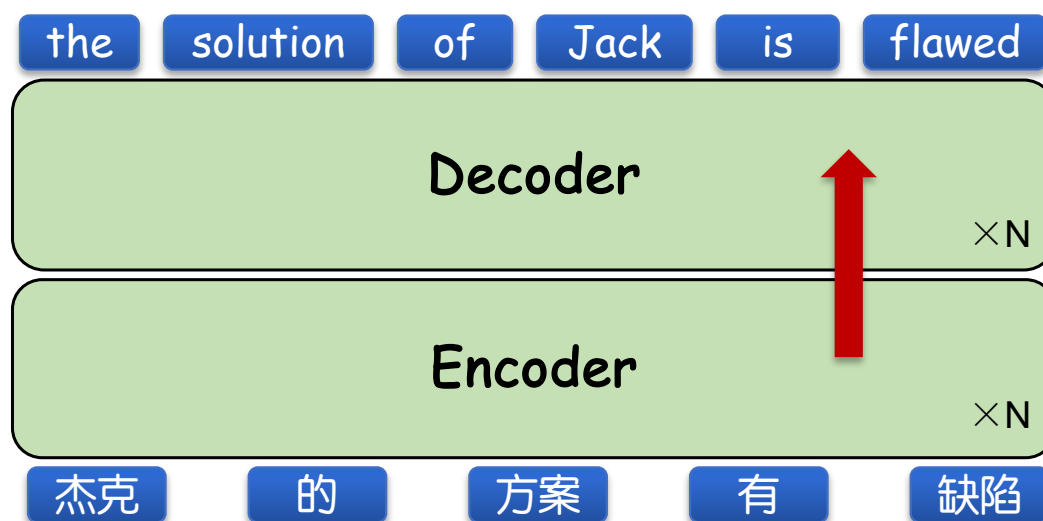 the solution of Jack is flawed
Decoder
×N
Encoder
×N
杰克 的 方案 有 缺陷